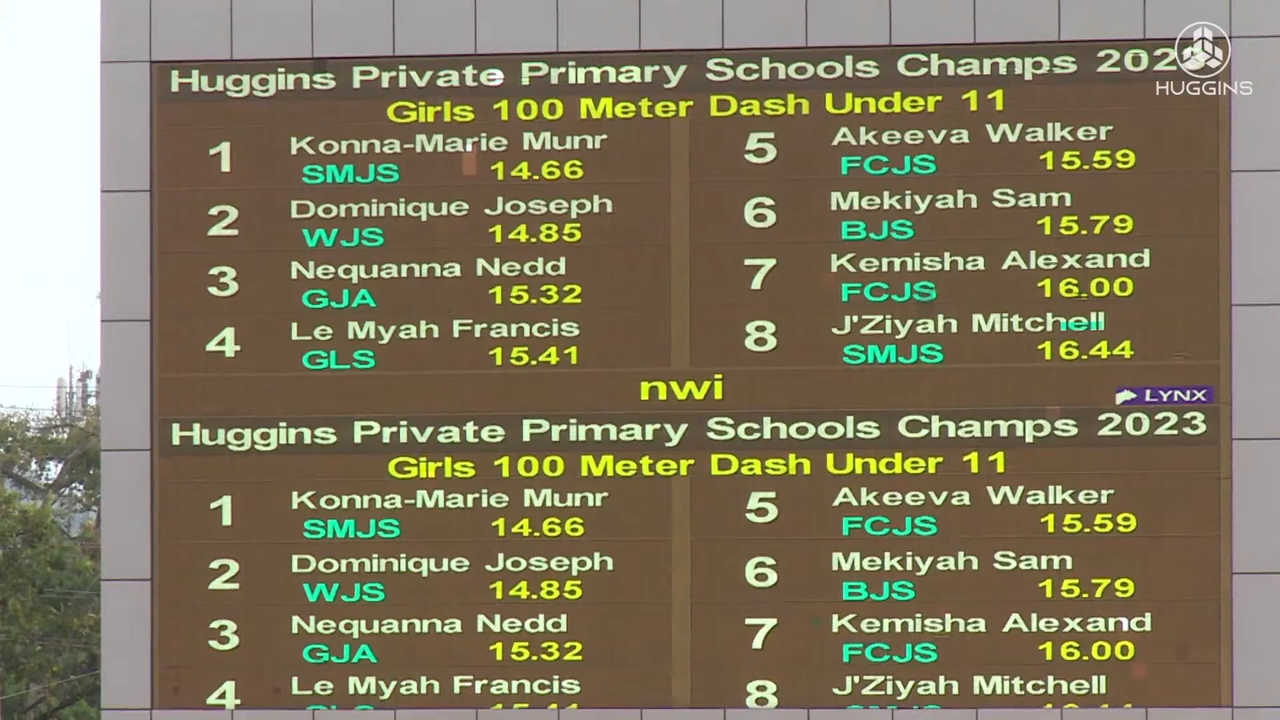 HUGGINS
Huggins Private Primary Schools Champs 202
Girls 100 Meter Dash Under 11
1 Konna-Marie Munr
SMJS 14.66
2 Dominique Joseph
WJS 14.85
3 Nequanna Nedd
GJA 15.32
4 Le Myah Francis
GLS 15.41
5 Akeeva Walker
FCJS 15.59
6 Mekiyah Sam
BJS 15.79
7 Kemisha Alexand
FCJS 16.00
8 J'Ziyah Mitchell
SMJS 16.44
nwi
LYNX
Huggins Private Primary Schools Champs 2023
Girls 100 Meter Dash Under 11
1 Konna-Marie Munr
SMJS 14.66
2 Dominique Joseph
WJS 14.85
3 Nequanna Nedd
GJA 15.32
4 Le Myah Francis
5 Akeeva Walker
FCJS 15.59
6 Mekiyah Sam
BJS 15.79
7 Kemisha Alexand
FCJS 16.00
8 J'Ziyah Mitchell